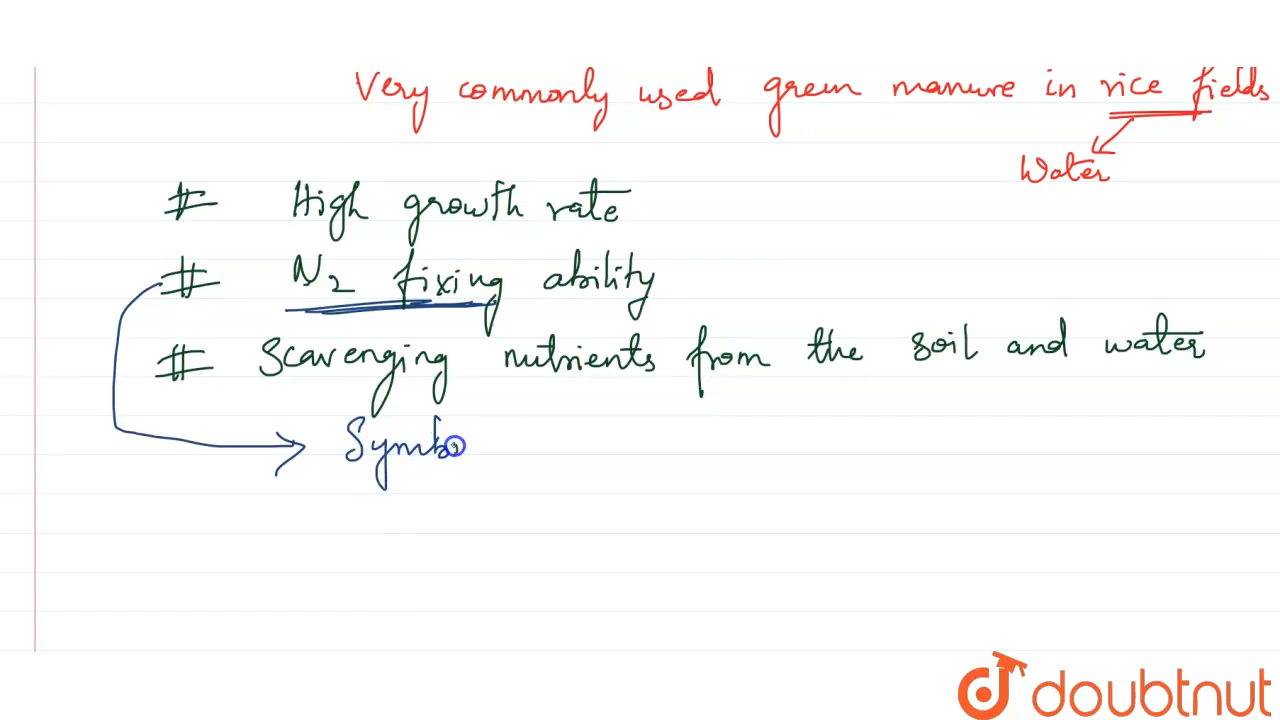 Very commonly used green manure in rice fields
Water
# High growth rate
# N2 fixing ability
# Scavenging nutrients from the soil and water
Symb
doubtnut